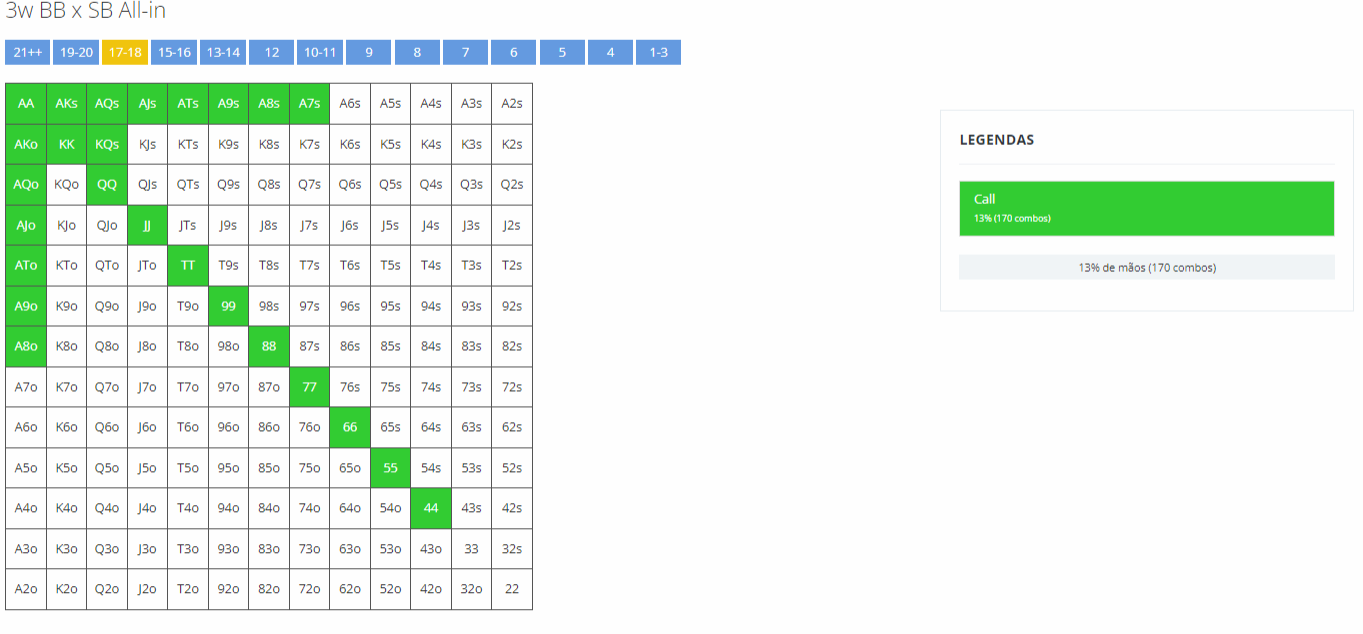 3w BB x SB All-in
21++ 19-20 17-18 15-16 13-14 12 10-11 9 8 7 6 5 4 1-3
AA AKs AQs AJs ATs A9s A8s A7s A6s A5s A4s A3s A2s
AKo KK KQs KJs KTs K9s K8s K7s K6s K5s K4s K3s K2s
AQo KQo QQ QJs QTs Q9s Q8s Q7s Q6s Q5s Q4s Q3s Q2s
AJo KJo QJo JJ JTs J9s J8s J7s J6s J5s J4s J3s J2s
ATo KTo QTo JTo TT T9s T8s T7s T6s T5s T4s T3s T2s
A9o K9o Q9o J9o T9o 99 98s 97s 96s 95s 94s 93s 92s
A8o K8o Q8o J8o T8o 98o 88 87s 86s 85s 84s 83s 82s
A7o K7o Q7o J7o T7o 97o 87o 77 76s 75s 74s 73s 72s
A6o K6o Q6o J6o T6o 96o 86o 76o 66 65s 64s 63s 62s
A5o K5o Q5o J5o T5o 95o 85o 75o 65o 55 54s 53s 52s
A4o K4o Q4o J4o T4o 94o 84o 74o 64o 54o 44 43s 42s
A3o K3o Q3o J3o T3o 93o 83o 73o 63o 53o 43o 33 32s
A2o K2o Q2o J2o T2o 92o 82o 72o 62o 52o 42o 32o 22
LEGENDAS
Call
13% (170 combos)
13% de mãos (170 combos)